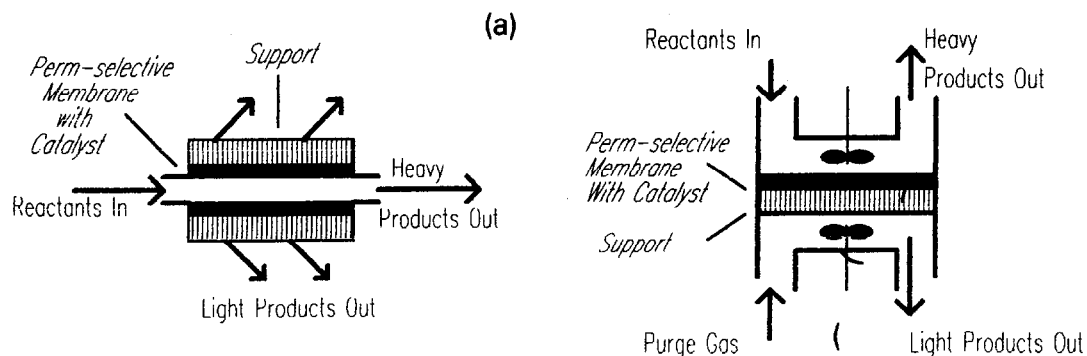 (a)
Support
Perm-selective
Membrane
with
Catalyst
Reactants In
Heavy
Products Out
Light Products Out
Reactants In
Heavy
Products Out
Perm-selective
Membrane
With Catalyst
Support
Purge Gas
Light Products Out